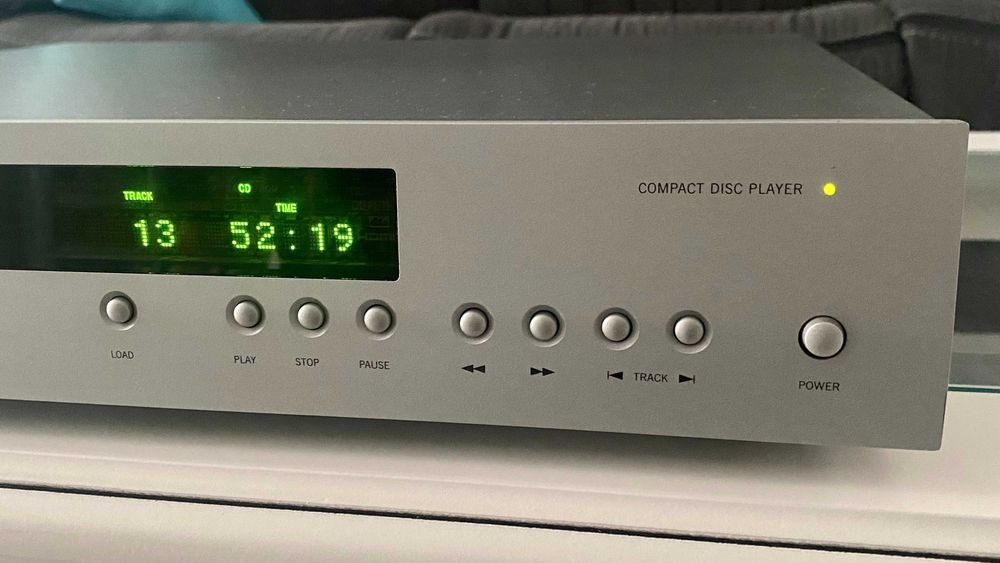 COMPACT DISC PLAYER
TRACK CD
TIME
13 52:19
LOAD PLAY STOP PAUSE TRACK POWER